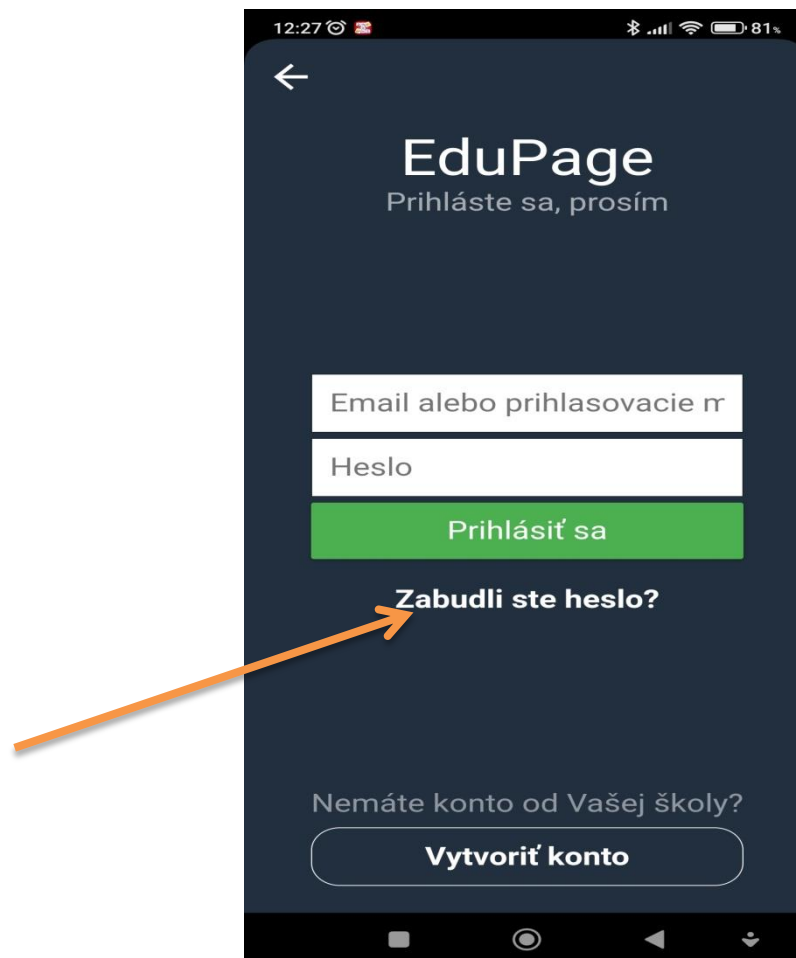 12:27 81%
EduPage
Prihláste sa, prosím
Email alebo prihlasovacie m
Heslo
Prihlásiť sa
Zabudli ste heslo?
Nemáte konto od Vašej školy?
Vytvoriť konto